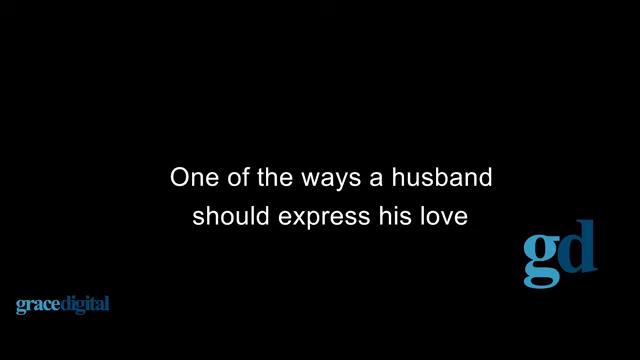 One of the ways a husband
should express his love
gd
gracedigital